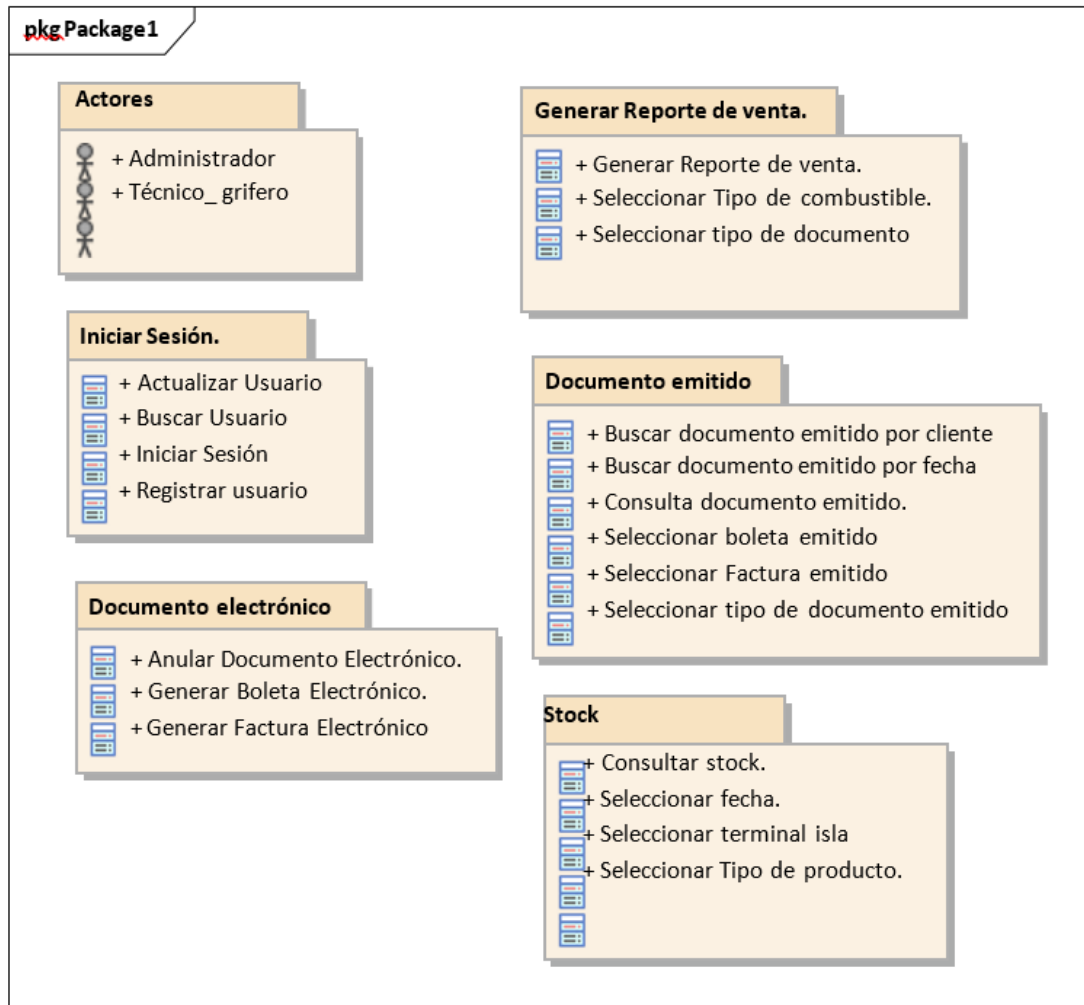 pkg Package1
Actores
+ Administrador
+ Técnico_ grifero
Iniciar Sesión.
+ Actualizar Usuario
+ Buscar Usuario
+ Iniciar Sesión
+ Registrar usuario
Documento electrónico
+ Anular Documento Electrónico.
+ Generar Boleta Electrónico.
+ Generar Factura Electrónico
Generar Reporte de venta.
+ Generar Reporte de venta.
+ Seleccionar Tipo de combustible.
+ Seleccionar tipo de documento
Documento emitido
+ Buscar documento emitido por cliente
+ Buscar documento emitido por fecha
+ Consulta documento emitido.
+ Seleccionar boleta emitido
+ Seleccionar Factura emitido
+ Seleccionar tipo de documento emitido
Stock
+ Consultar stock.
+ Seleccionar fecha.
+ Seleccionar terminal isla
+ Seleccionar Tipo de producto.